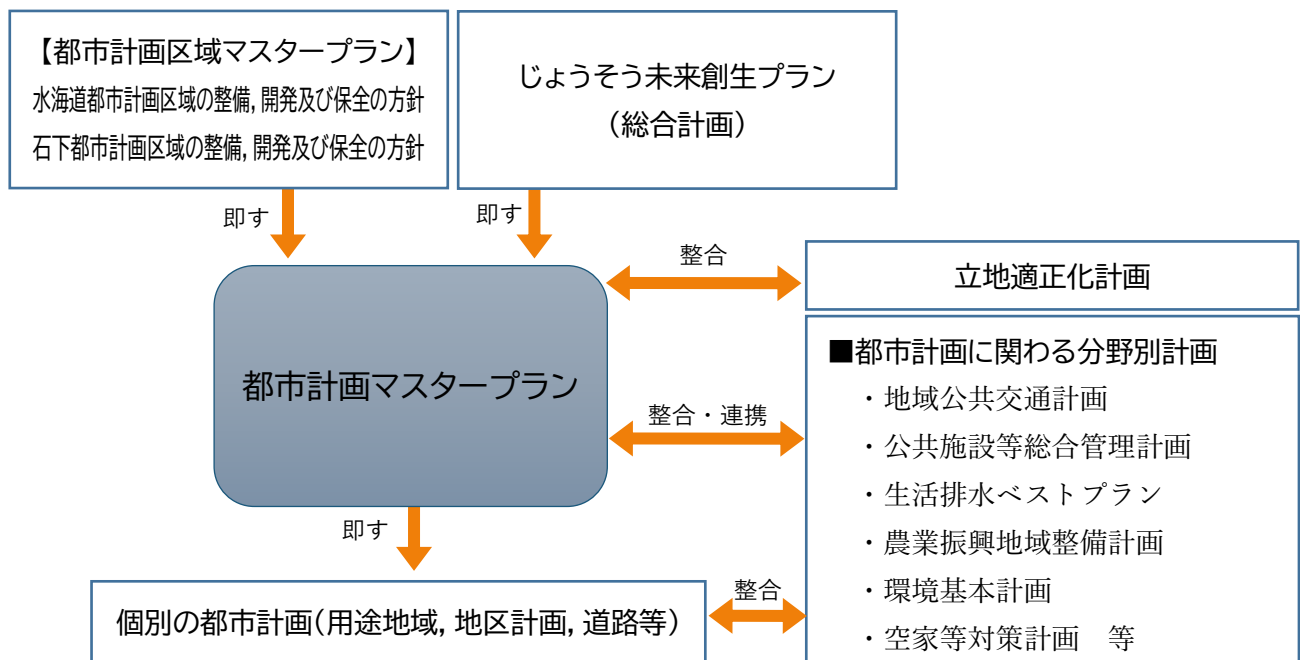 【都市計画区域マスタープラン】
水海道都市計画区域の整備,開発及び保全の方針
石下都市計画区域の整備,開発及び保全の方針
じょうそう未来創生プラン
（総合計画）
即す
即す
整合
立地適正化計画
都市計画マスタープラン
整合・連携
■都市計画に関わる分野別計画
・地域公共交通計画
・公共施設等総合管理計画
・生活排水ベストプラン
・農業振興地域整備計画
・環境基本計画
・空家等対策計画　等
即す
個別の都市計画(用途地域,地区計画,道路等)
整合